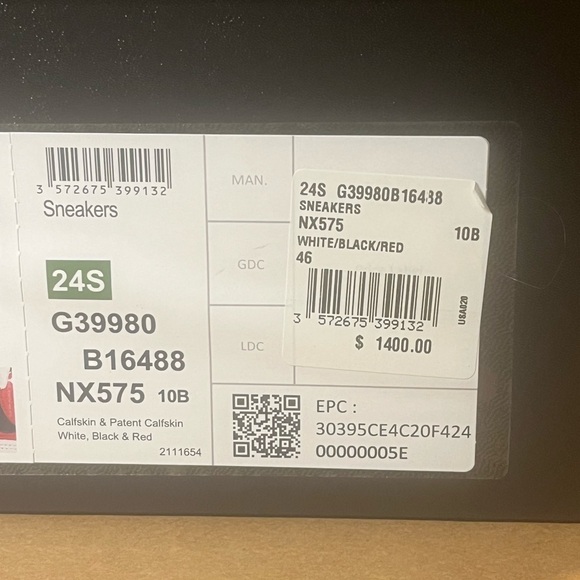 3 572675 399132
Sneakers
24S
G39980
B16488
NX575 10B
Calfskin & Patent Calfskin
White, Black & Red
2111654
MAN.
GDC
LDC
24S G39980B16488
SNEAKERS
NX575 10B
WHITE/BLACK/RED
46
3 572675 399132
USA020
$ 1400.00
EPC :
30395CE4C20F424
00000005E